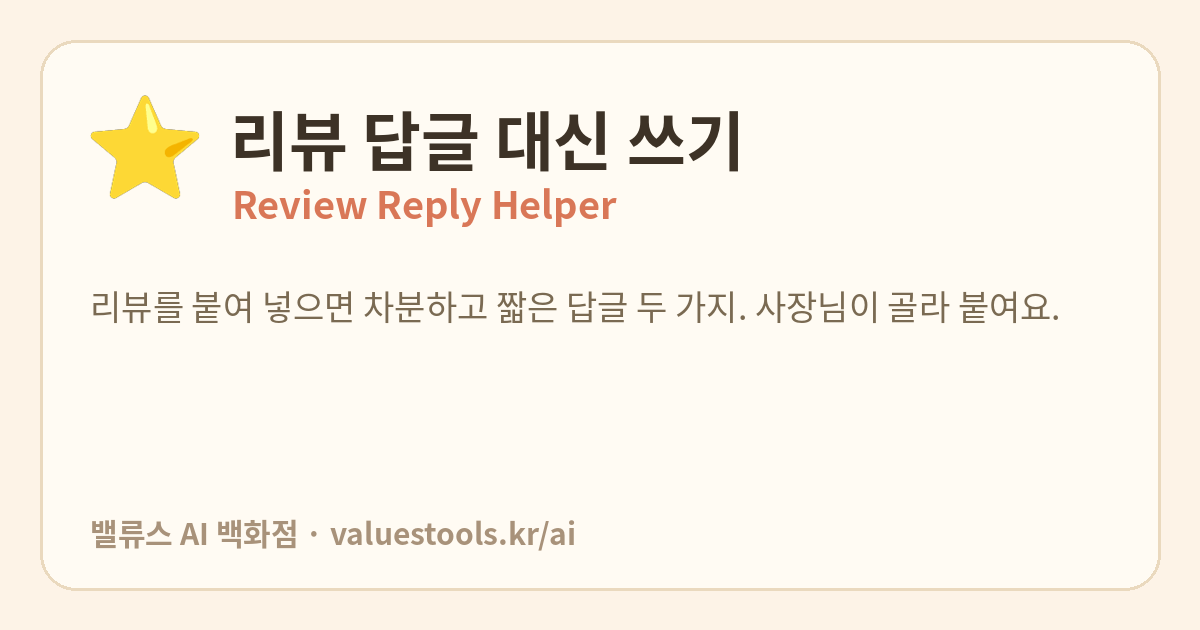 리뷰 답글 대신 쓰기
Review Reply Helper
리뷰를 붙여 넣으면 차분하고 짧은 답글 두 가지. 사장님이 골라 붙여요.
밸류스 AI 백화점 · valuestools.kr/ai